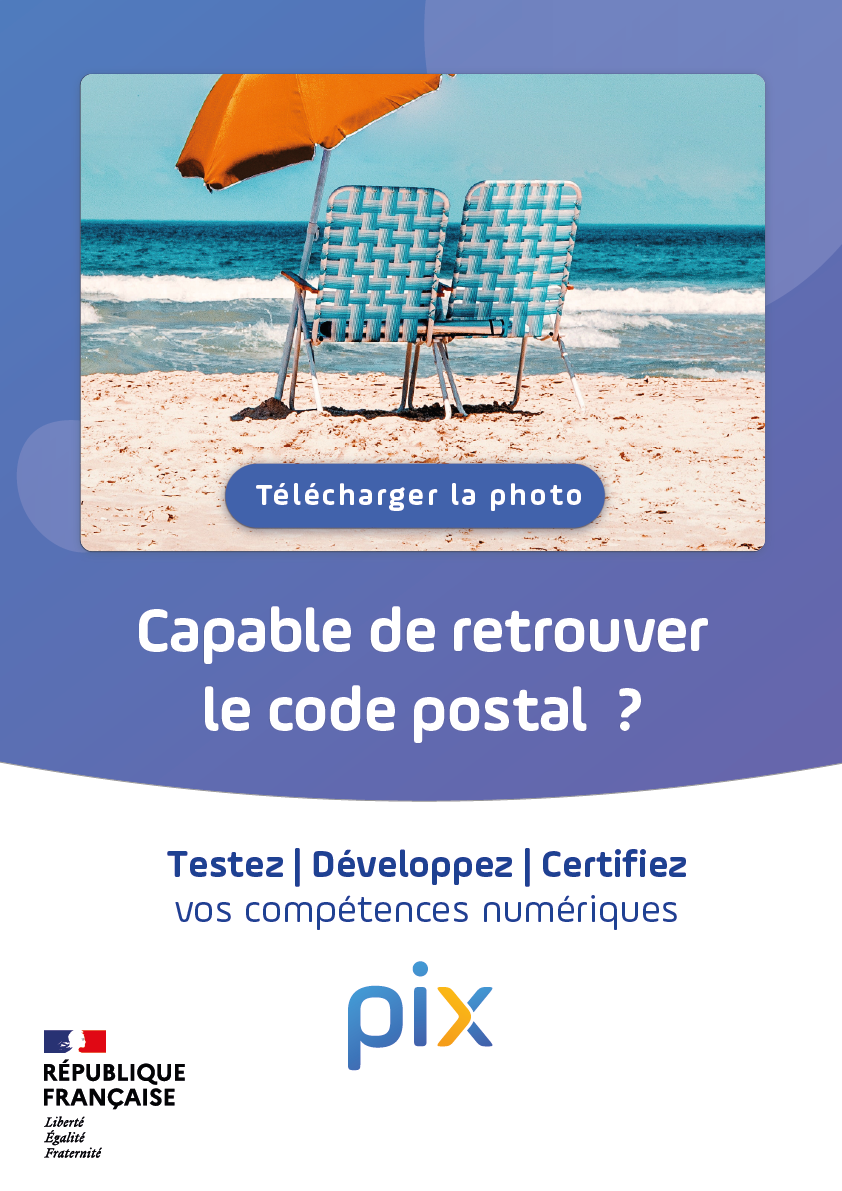 Télécharger la photo
Capable de retrouver
le code postal ?
Testez | Développez | Certifiez
vos compétences numériques
pix
RÉPUBLIQUE
FRANÇAISE
Liberté
Égalité
Fraternité